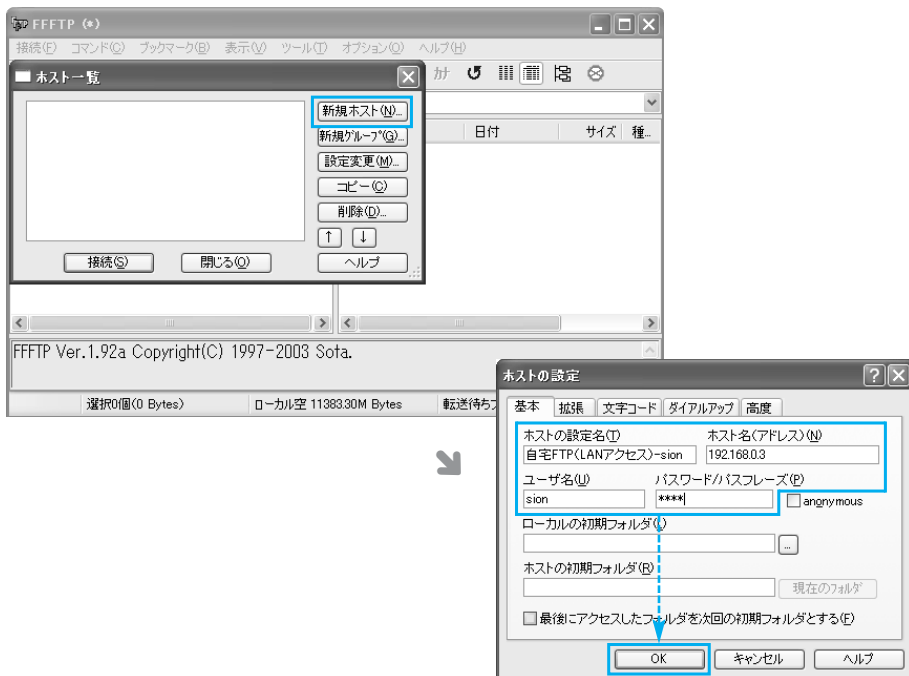 FFFTP (*)
接続(F) コマンド(C) ブックマーク(B) 表示(V) ツール(T) オプション(O) ヘルプ(H)
ホスト一覧
新規ホスト(N)...
新規グループ(G)...
設定変更(M)...
コピー(C)
削除(D)...
↑ ↓
接続(S) 閉じる(O) ヘルプ
日付 サイズ 種...
FFFTP Ver.1.92a Copyright(C) 1997-2003 Sota.
選択0個(0 Bytes) ローカル空 11383.30M Bytes 転送待ち
ホストの設定
基本 拡張 文字コード ダイアルアップ 高度
ホストの設定名(T) ホスト名(アドレス)(N)
自宅FTP(LANアクセス)-sion 192.168.0.3
ユーザ名(U) パスワード/パスフレーズ(P)
sion ****
anonymous
ローカルの初期フォルダ(L)
...
ホストの初期フォルダ(R)
現在のフォルダ
最後にアクセスしたフォルダを次回の初期フォルダとする(F)
OK キャンセル ヘルプ